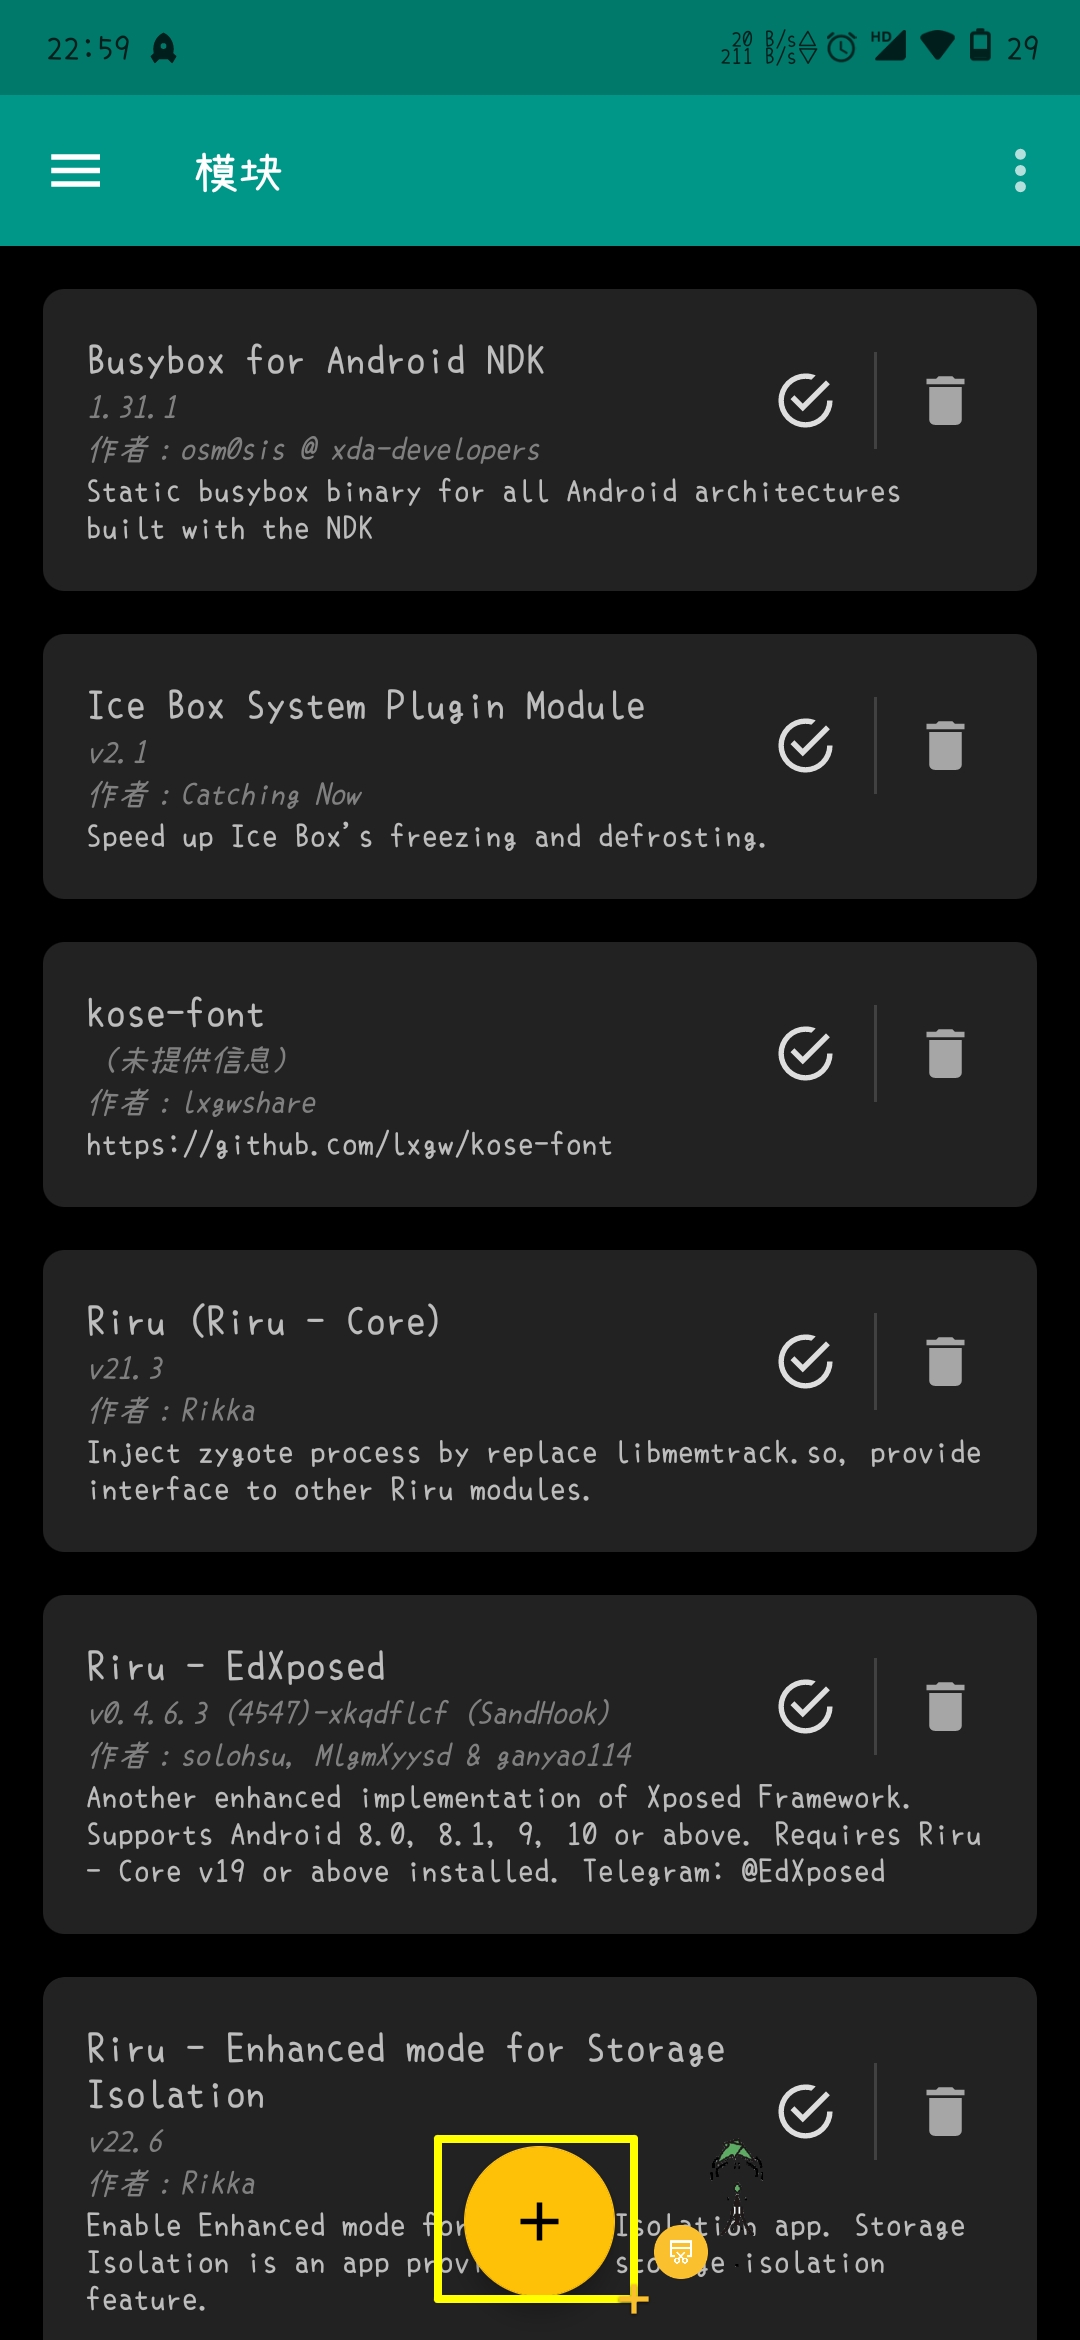 22:59
20 B/s
211 B/s
HD
29
模块
Busybox for Android NDK
1.31.1
作者：osm0sis @ xda-developers
Static busybox binary for all Android architectures
built with the NDK
Ice Box System Plugin Module
v2.1
作者：Catching Now
Speed up Ice Box's freezing and defrosting.
kose-font
（未提供信息）
作者：lxgwshare
https://github.com/lxgw/kose-font
Riru (Riru - Core)
v21.3
作者：Rikka
Inject zygote process by replace libmemtrack.so, provide
interface to other Riru modules.
Riru - EdXposed
v0.4.6.3 (4547)-xkqdflcf (SandHook)
作者：solohsu, MlgmXyysd & ganyao114
Another enhanced implementation of Xposed Framework.
Supports Android 8.0, 8.1, 9, 10 or above. Requires Riru
- Core v19 or above installed. Telegram: @EdXposed
Riru - Enhanced mode for Storage
Isolation
v22.6
作者：Rikka
Enable Enhanced mode for Isolation app. Storage
Isolation is an app isolation
feature.